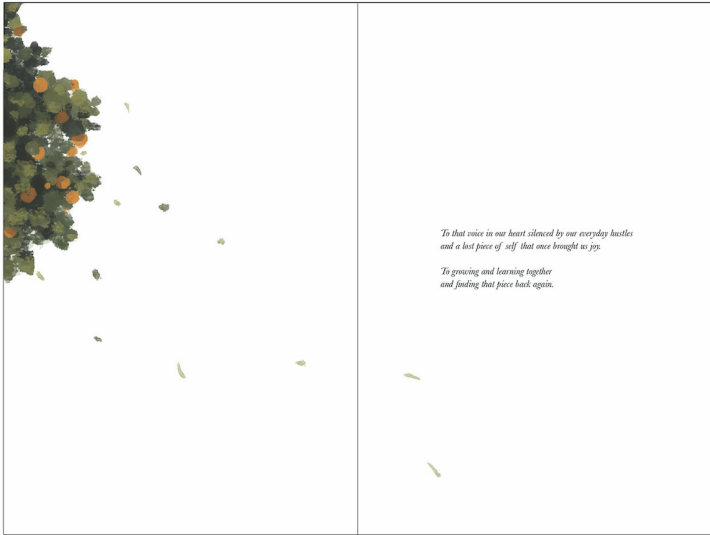 To that voice in our heart silenced by our everyday hustles
and a lost piece of self that once brought us joy.
To growing and learning together
and finding that piece back again.